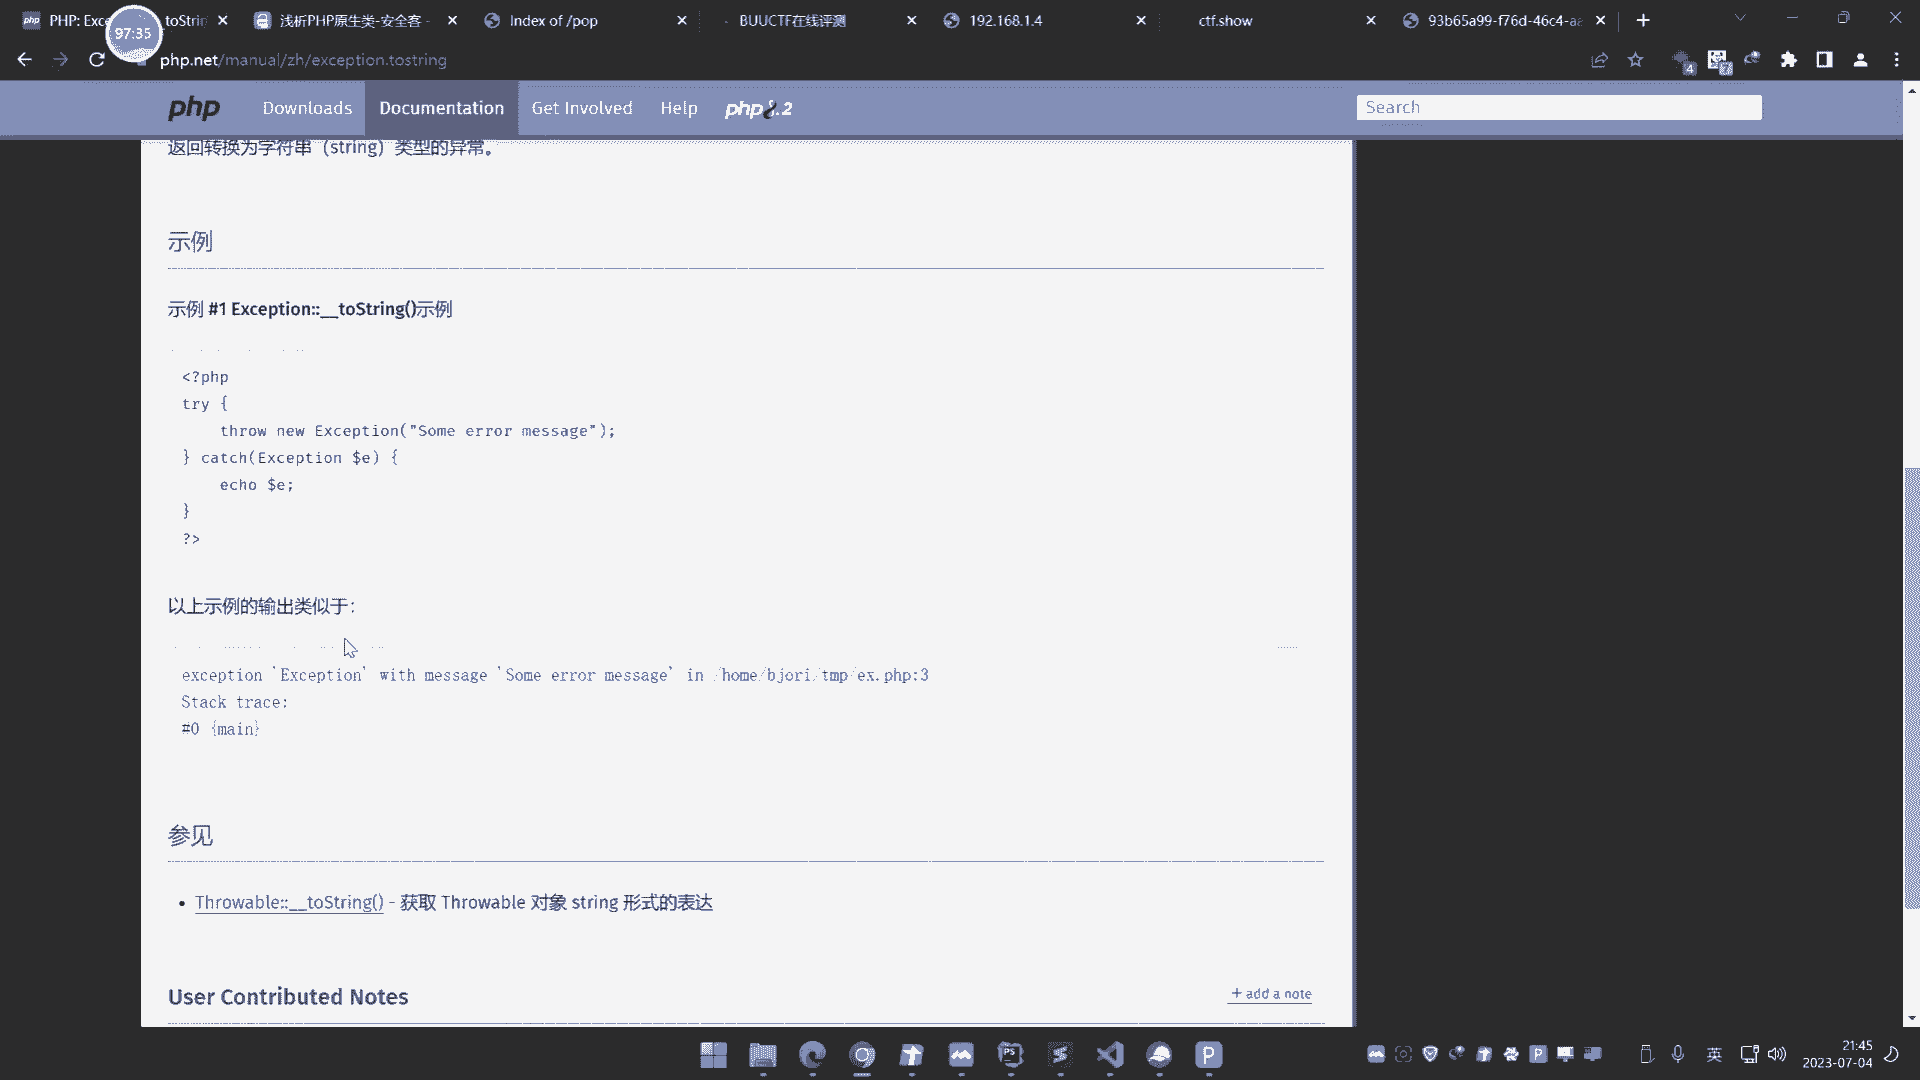 PHP: Exc
toStrin
浅析PHP原生类-安全客 -
Index of /pop
BUUCTF在线评测
192.168.1.4
ctf.show
93b65a99-f76d-46c4-aa
97:35
php.net/manual/zh/exception.tostring
4
7
php
Downloads
Documentation
Get Involved
Help
php8.2
Search
返回转换为字符串（string）类型的异常。
示例
示例 #1 Exception::__toString()示例
<?php
try {
throw new Exception("Some error message");
} catch(Exception $e) {
echo $e;
}
?>
以上示例的输出类似于：
exception 'Exception' with message 'Some error message' in /home/bjori/tmp/ex.php:3
Stack trace:
#0 {main}
参见
• Throwable::__toString() - 获取 Throwable 对象 string 形式的表达
User Contributed Notes
+ add a note
英
21:45
2023-07-04